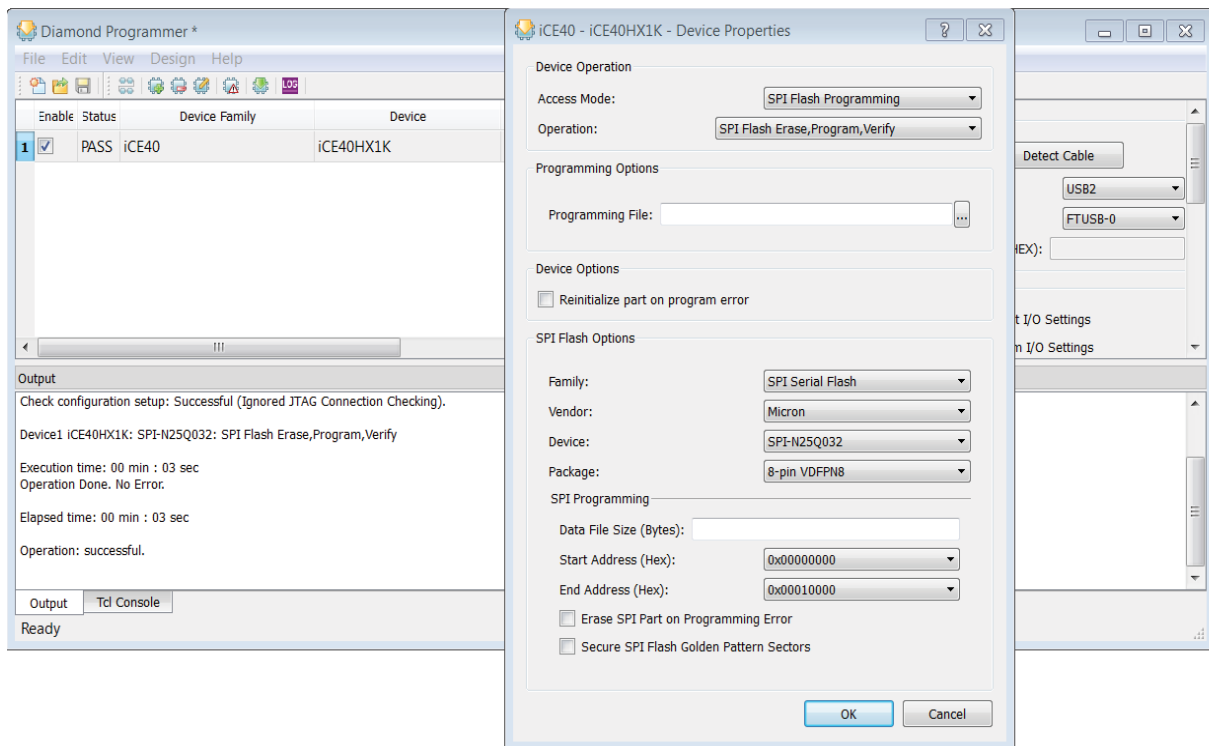 Diamond Programmer *
File Edit View Design Help
LOG
Enable Status Device Family Device
1 PASS iCE40 iCE40HX1K
Output
Check configuration setup: Successful (Ignored JTAG Connection Checking).
Device1 iCE40HX1K: SPI-N25Q032: SPI Flash Erase,Program,Verify
Execution time: 00 min : 03 sec
Operation Done. No Error.
Elapsed time: 00 min : 03 sec
Operation: successful.
Output Tcl Console
Ready
iCE40 - iCE40HX1K - Device Properties
Device Operation
Access Mode: SPI Flash Programming
Operation: SPI Flash Erase,Program,Verify
Programming Options
Programming File: ...
Device Options
Reinitialize part on program error
SPI Flash Options
Family: SPI Serial Flash
Vendor: Micron
Device: SPI-N25Q032
Package: 8-pin VDFPN8
SPI Programming
Data File Size (Bytes):
Start Address (Hex): 0x00000000
End Address (Hex): 0x00010000
Erase SPI Part on Programming Error
Secure SPI Flash Golden Pattern Sectors
OK Cancel
Detect Cable
USB2
FTUSB-0
HEX):
t I/O Settings
m I/O Settings